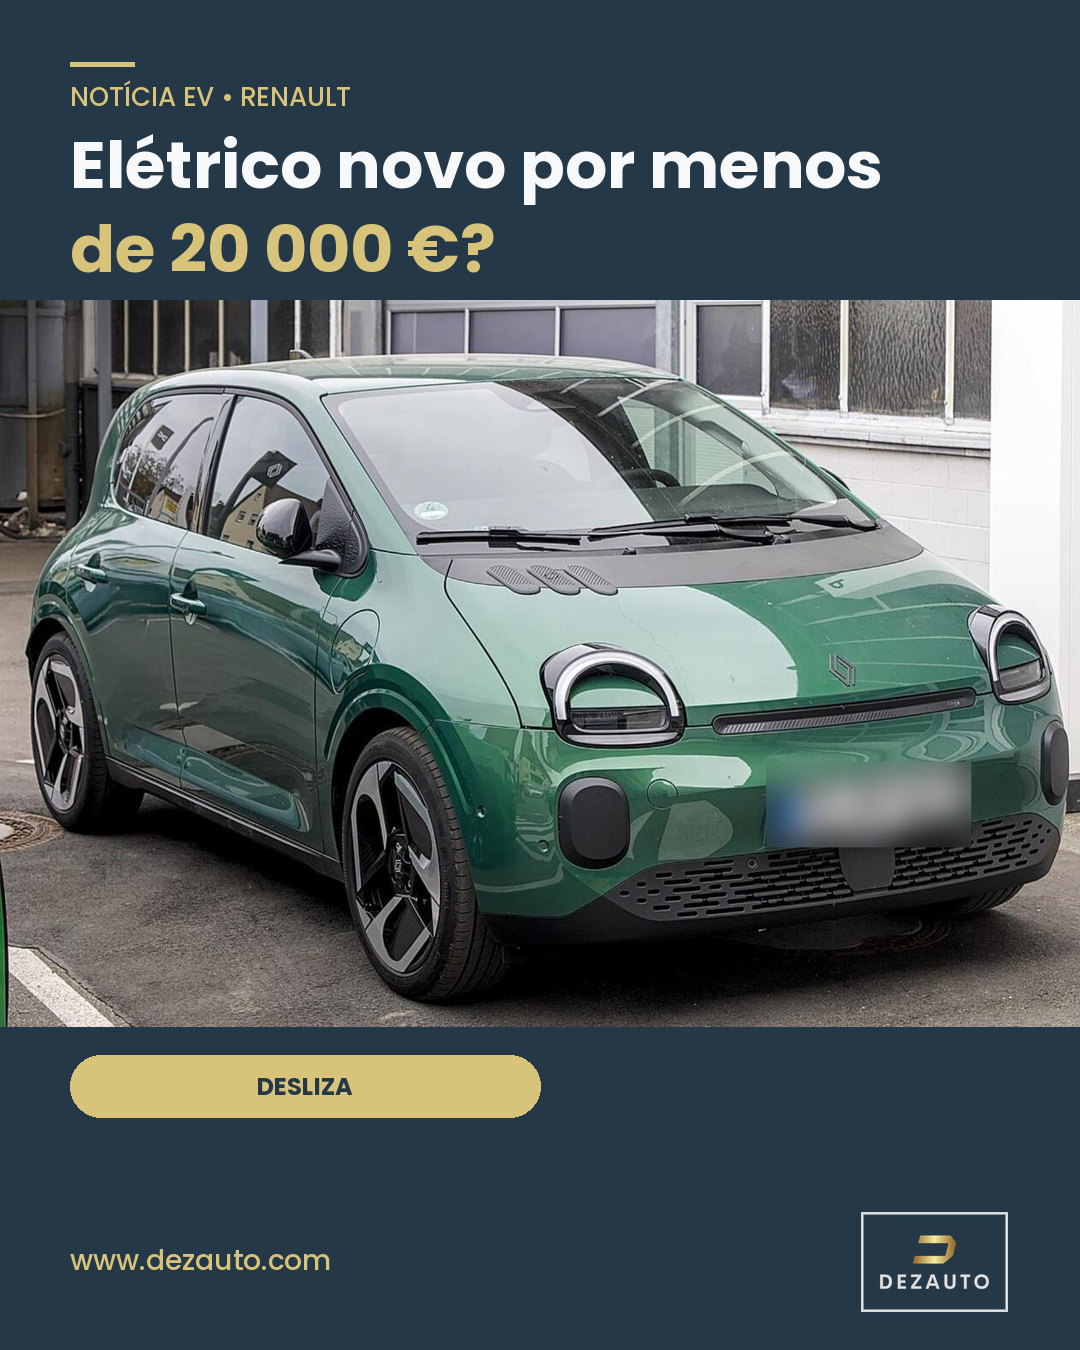 NOTÍCIA EV • RENAULT
Elétrico novo por menos
de 20 000 €?
DESLIZA
www.dezauto.com
DEZAUTO